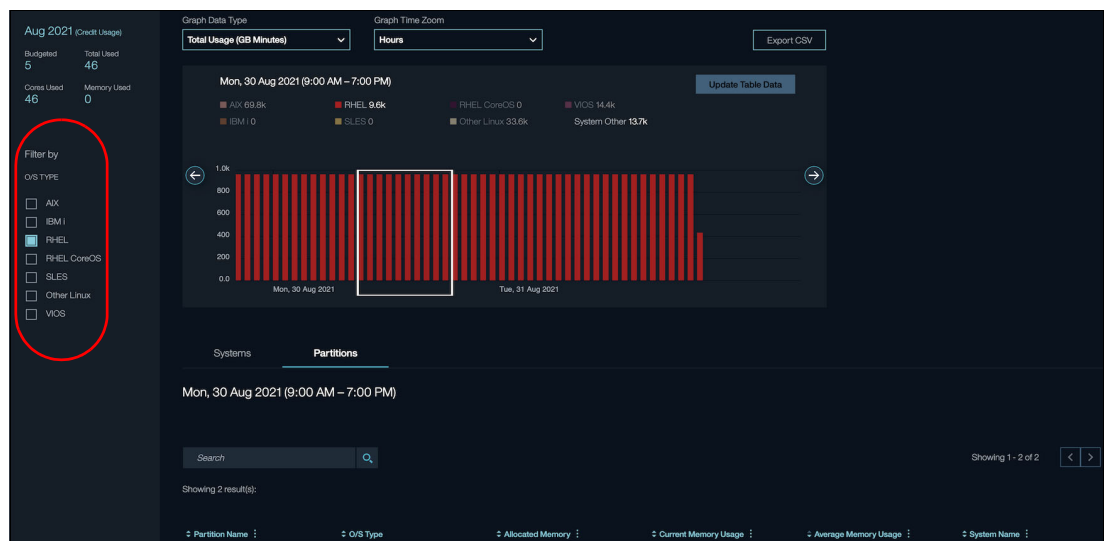 Aug 2021 (Credit Usage)
Budgeted Total Used
5 46
Cores Used Memory Used
46 0
Filter by
O/S TYPE
AIX
IBM i
RHEL
RHEL CoreOS
SLES
Other Linux
VIOS
Graph Data Type Graph Time Zoom
Total Usage (GB Minutes) Hours
Export CSV
Mon, 30 Aug 2021 (9:00 AM – 7:00 PM)
Update Table Data
AIX 69.8k RHEL 9.6k RHEL CoreOS 0 VIOS 14.4k
IBM i 0 SLES 0 Other Linux 33.6k System Other 13.7k
1.0k
800
600
400
200
0.0
Mon, 30 Aug 2021 Tue, 31 Aug 2021
Systems Partitions
Mon, 30 Aug 2021 (9:00 AM – 7:00 PM)
Search
Showing 1 - 2 of 2
Showing 2 result(s):
Partition Name O/S Type Allocated Memory Current Memory Usage Average Memory Usage System Name